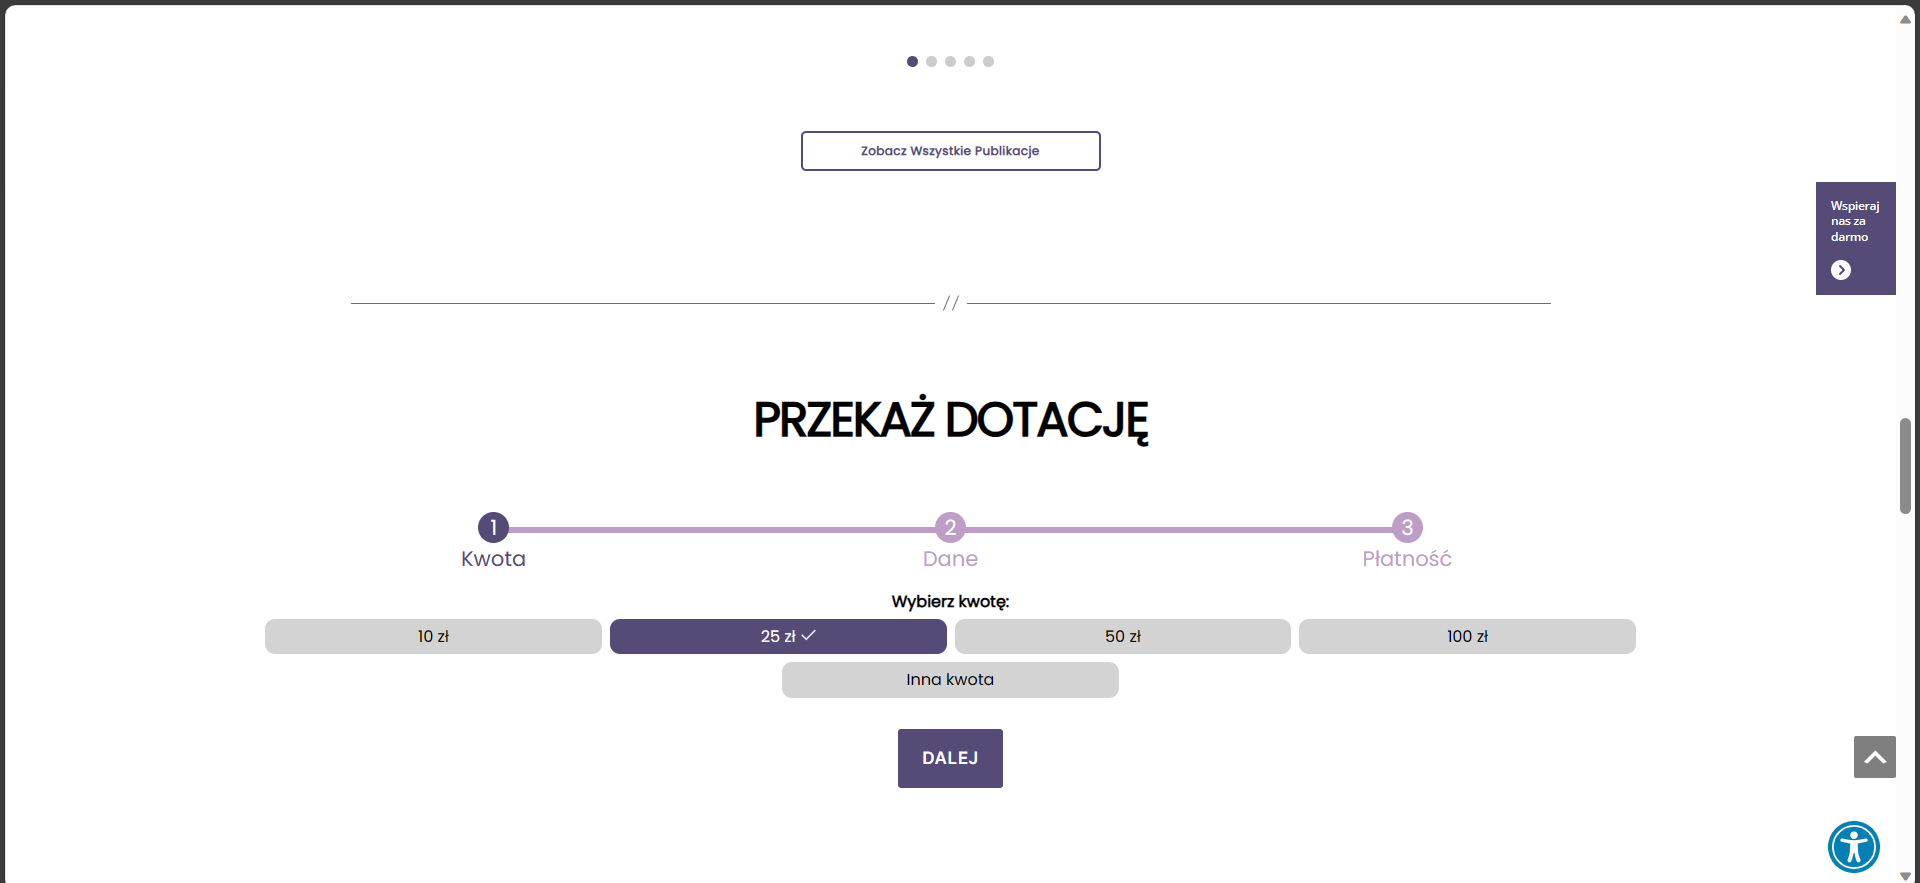 Zobacz Wszystkie Publikacje
Wspieraj
nas za
darmo
//
PRZEKAŻ DOTACJĘ
1
2
3
Kwota
Dane
Płatność
Wybierz kwotę:
10 zł
25 zł
50 zł
100 zł
Inna kwota
DALEJ